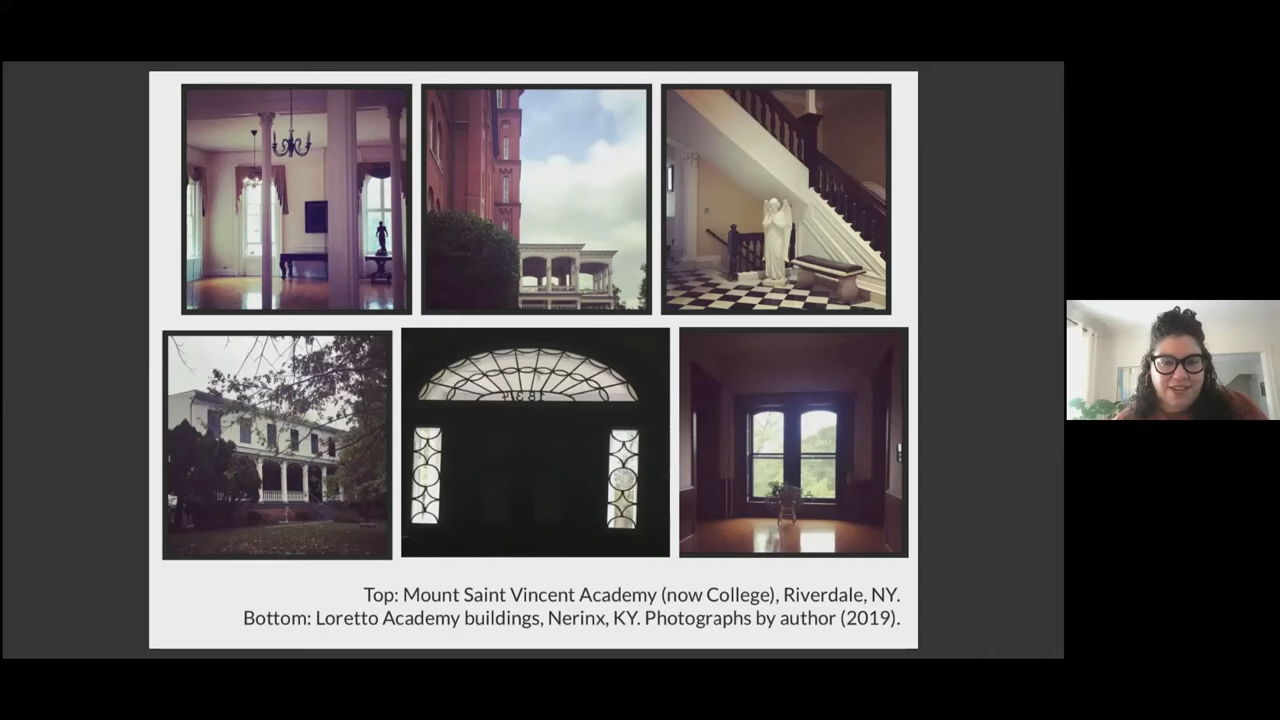 Top: Mount Saint Vincent Academy (now College), Riverdale, NY.
Bottom: Loretto Academy buildings, Nerinx, KY. Photographs by author (2019).